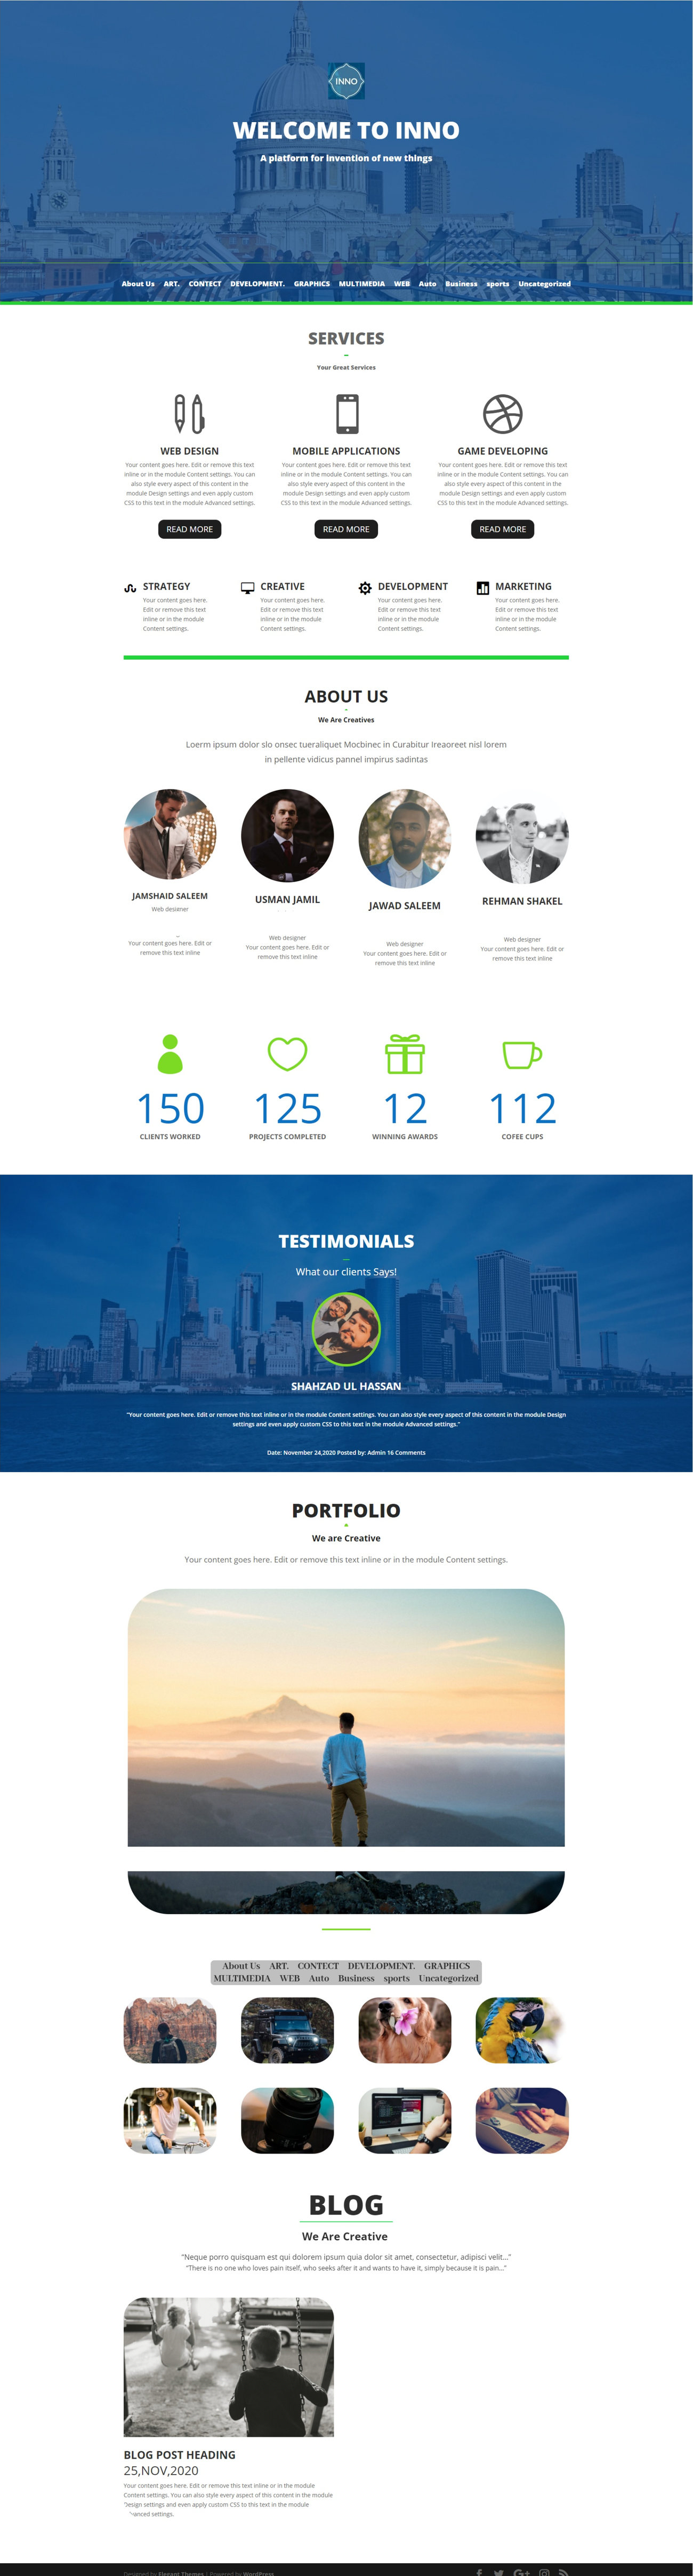 INNO
WELCOME TO INNO
A platform for invention of new things
About Us ART. CONTECT DEVELOPMENT. GRAPHICS MULTIMEDIA WEB Auto Business sports Uncategorized
SERVICES
Your Great Services
WEB DESIGN
Your content goes here. Edit or remove this text
inline or in the module Content settings. You can
also style every aspect of this content in the
module Design settings and even apply custom
CSS to this text in the module Advanced settings.
READ MORE
MOBILE APPLICATIONS
Your content goes here. Edit or remove this text
inline or in the module Content settings. You can
also style every aspect of this content in the
module Design settings and even apply custom
CSS to this text in the module Advanced settings.
READ MORE
GAME DEVELOPING
Your content goes here. Edit or remove this text
inline or in the module Content settings. You can
also style every aspect of this content in the
module Design settings and even apply custom
CSS to this text in the module Advanced settings.
READ MORE
STRATEGY
Your content goes here.
Edit or remove this text
inline or in the module
Content settings.
CREATIVE
Your content goes here.
Edit or remove this text
inline or in the module
Content settings.
DEVELOPMENT
Your content goes here.
Edit or remove this text
inline or in the module
Content settings.
MARKETING
Your content goes here.
Edit or remove this text
inline or in the module
Content settings.
ABOUT US
We Are Creatives
Loerm ipsum dolor slo onsec tueraliquet Mocbinec in Curabitur Ireaoreet nisl lorem
in pellente vidicus pannel impirus sadintas
JAMSHAID SALEEM
Web designer
Your content goes here. Edit or
remove this text inline
USMAN JAMIL
Web designer
Your content goes here. Edit or
remove this text inline
JAWAD SALEEM
Web designer
Your content goes here. Edit or
remove this text inline
REHMAN SHAKEL
Web designer
Your content goes here. Edit or
remove this text inline
150
CLIENTS WORKED
125
PROJECTS COMPLETED
12
WINNING AWARDS
112
COFEE CUPS
TESTIMONIALS
What our clients Says!
SHAHZAD UL HASSAN
"Your content goes here. Edit or remove this text inline or in the module Content settings. You can also style every aspect of this content in the module Design
settings and even apply custom CSS to this text in the module Advanced settings."
Date: November 24,2020 Posted by: Admin 16 Comments
PORTFOLIO
We are Creative
Your content goes here. Edit or remove this text inline or in the module Content settings.
About Us ART. CONTECT DEVELOPMENT. GRAPHICS
MULTIMEDIA WEB Auto Business sports Uncategorized
BLOG
We Are Creative
"Neque porro quisquam est qui dolorem ipsum quia dolor sit amet, consectetur, adipisci velit..."
"There is no one who loves pain itself, who seeks after it and wants to have it, simply because it is pain..."
LUND
BLOG POST HEADING
25,NOV,2020
Your content goes here. Edit or remove this text inline or in the module
Content settings. You can also style every aspect of this content in the module
Design settings and even apply custom CSS to this text in the module
settings.
Designed by Elegant Themes | Powered by WordPress